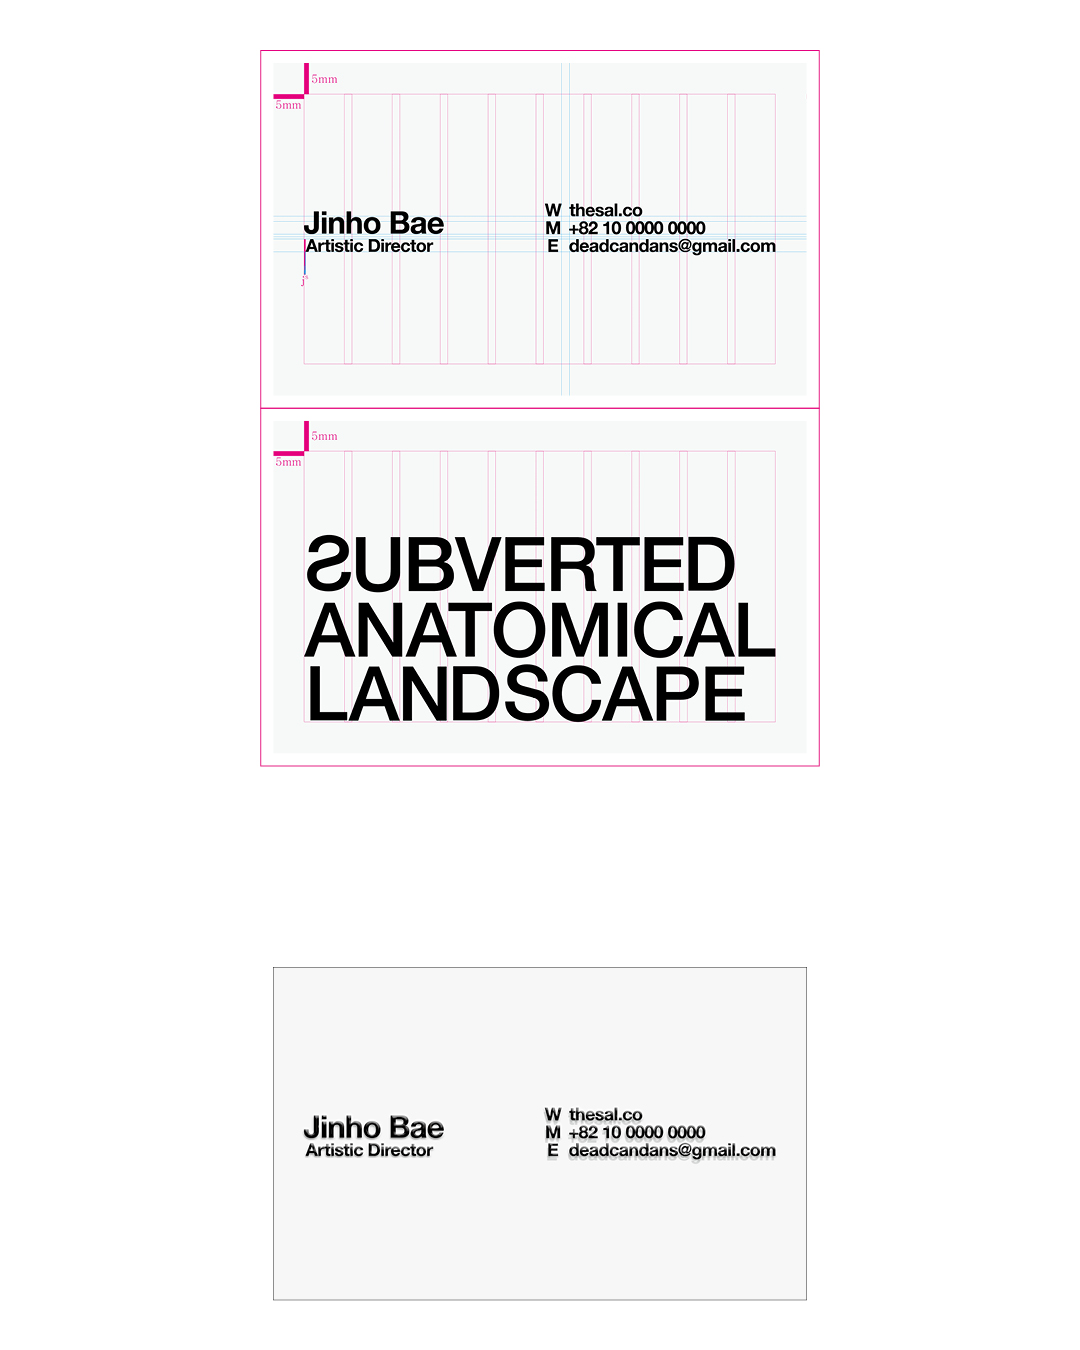 5mm
5mm
Jinho Bae
Artistic Director
W thesal.co
M +82 10 0000 0000
E deadcandans@gmail.com
5mm
5mm
SUBVERTED
ANATOMICAL
LANDSCAPE
Jinho Bae
Artistic Director
W thesal.co
M +82 10 0000 0000
E deadcandans@gmail.com